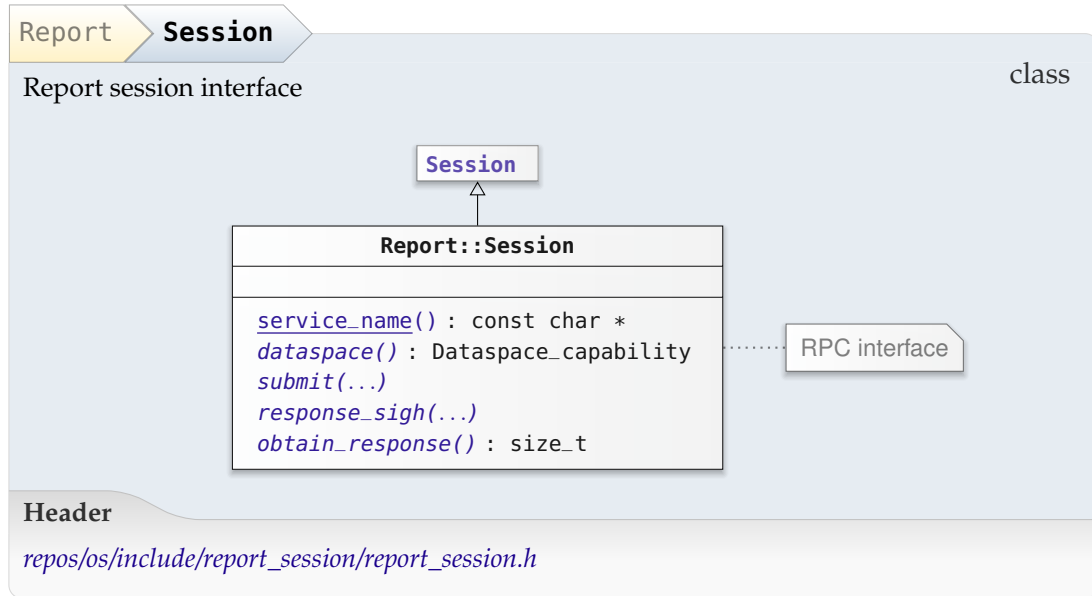 Report Session
class
Report session interface
Session
Report::Session
service_name() : const char *
dataspace() : Dataspace_capability
RPC interface
submit(...)
response_sigh(...)
obtain_response() : size_t
Header
repos/os/include/report_session/report_session.h